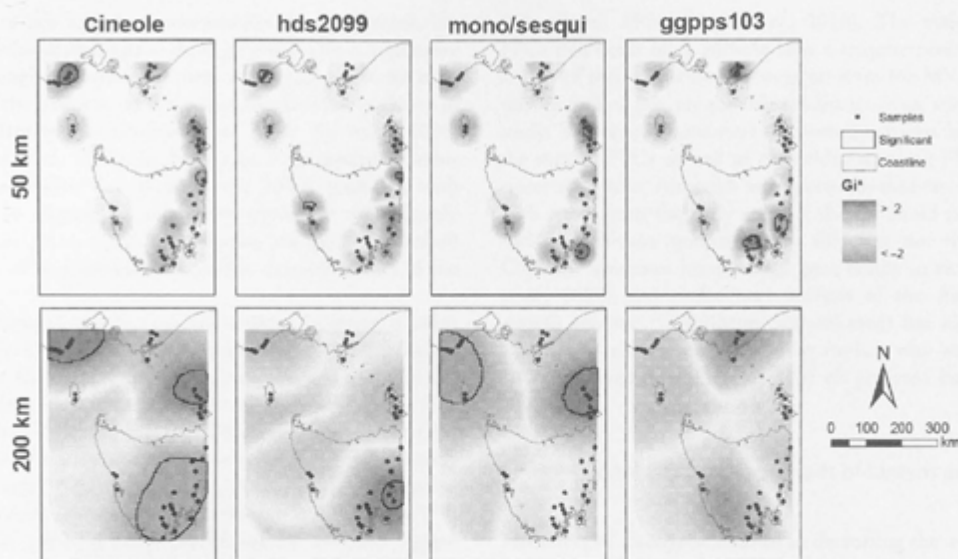 Cineole
hds2099
mono/sesqui
ggpps103
50 km
Samples
Significant
Coastline
Gi*
> 2
< -2
200 km
N
0 50 100 200 300
km